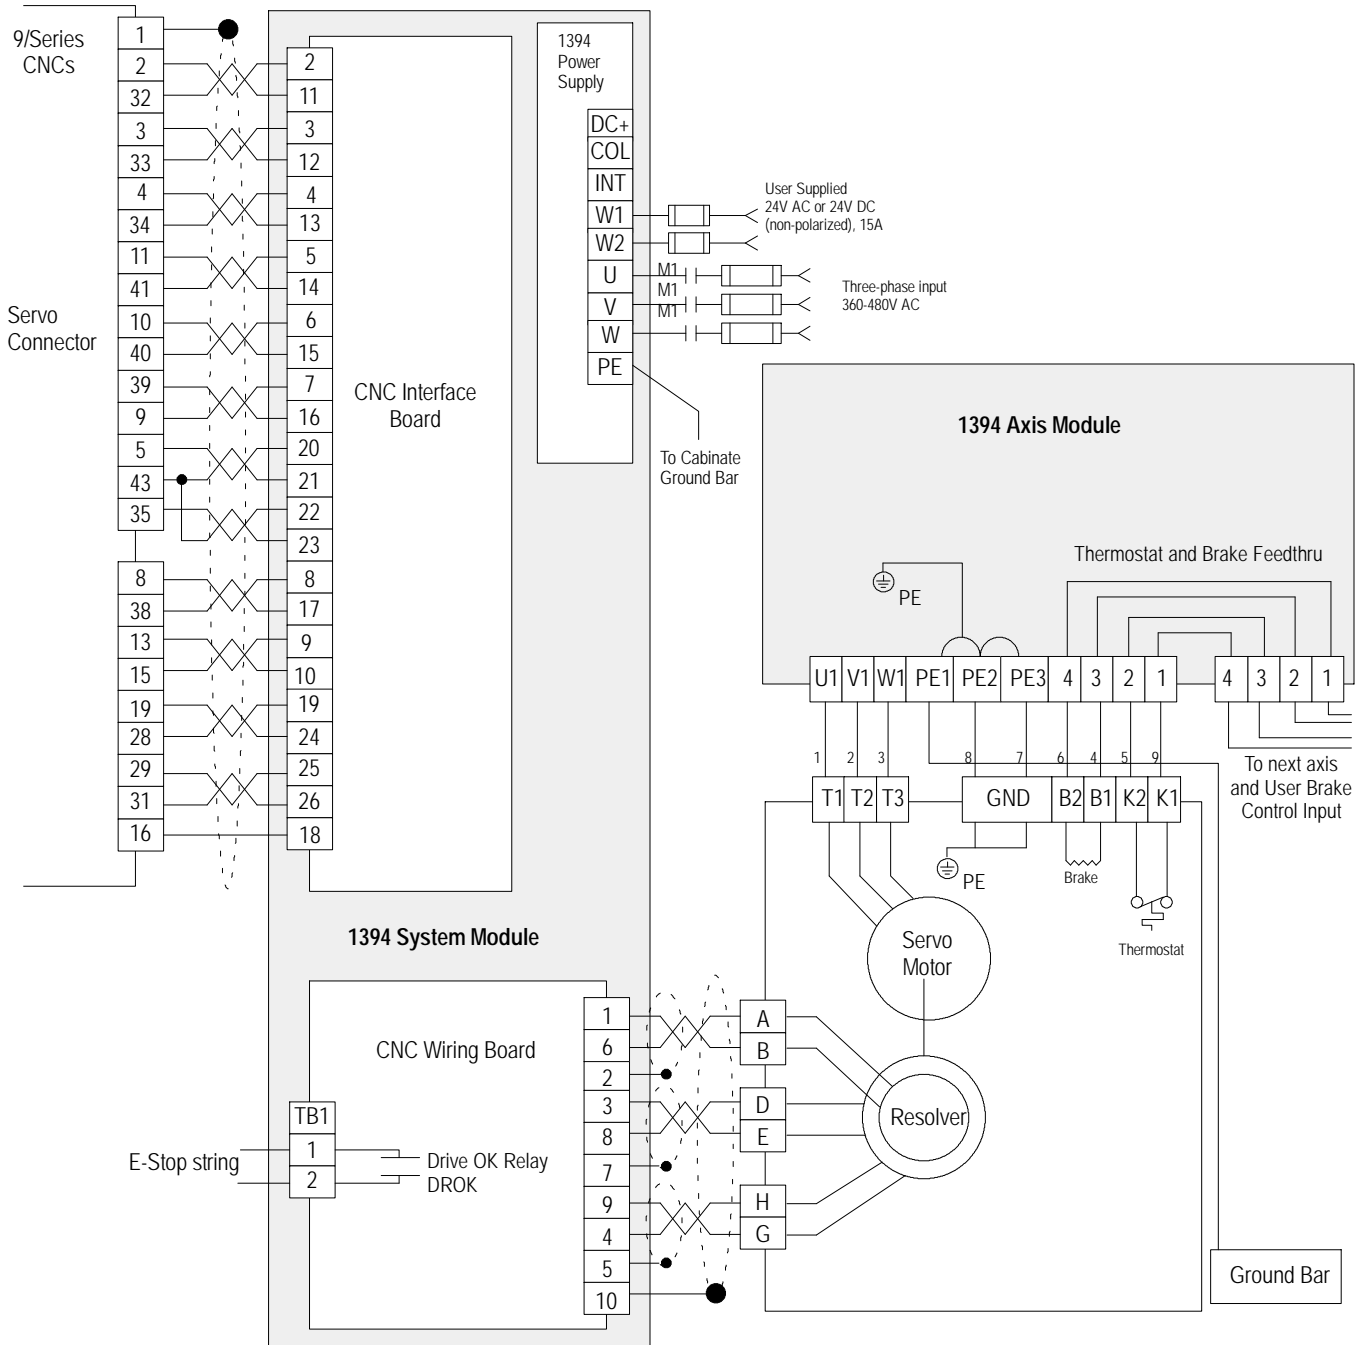 9/Series
CNCs
Servo
Connector
1
2
32
3
33
4
34
11
41
10
40
39
9
5
43
35
8
38
13
15
19
28
29
31
16
2
11
3
12
4
13
5
14
6
15
7
16
20
21
22
23
8
17
9
10
19
24
25
26
18
CNC Interface
Board
1394
Power
Supply
DC+
COL
INT
W1
W2
U
V
W
PE
User Supplied
24V AC or 24V DC
(non-polarized), 15A
M1
M1
M1
Three-phase input
360-480V AC
To Cabinate
Ground Bar
1394 Axis Module
Thermostat and Brake Feedthru
PE
U1 V1 W1 PE1 PE2 PE3 4 3 2 1
4 3 2 1
1 2 3 8 7 6 4 5 9
To next axis
and User Brake
Control Input
T1 T2 T3 GND B2 B1 K2 K1
PE
Brake
Thermostat
Servo
Motor
Resolver
1394 System Module
CNC Wiring Board
1
6
2
3
8
7
9
4
5
10
A
B
D
E
H
G
TB1
1
2
E-Stop string
Drive OK Relay
DROK
Ground Bar